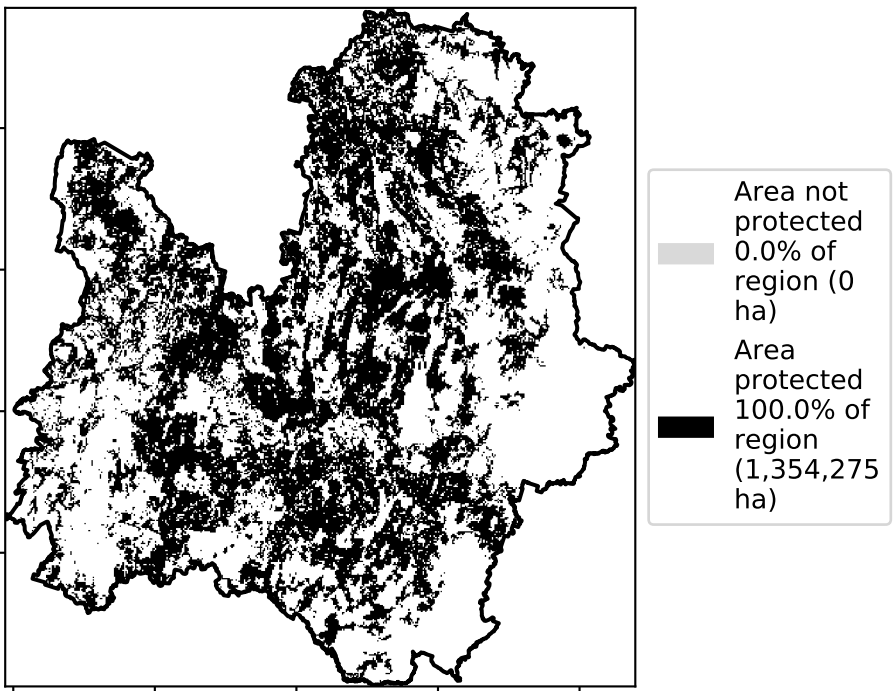 Area not
protected
0.0% of
region (0
ha)
Area
protected
100.0% of
region
(1,354,275
ha)